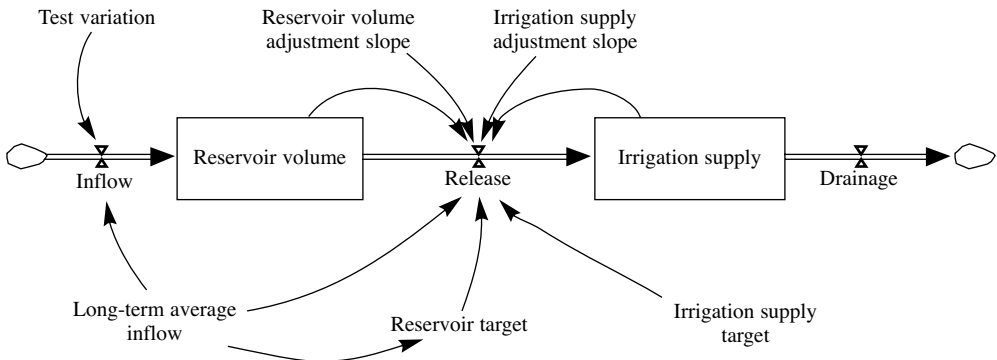 Test variation
Reservoir volume
adjustment slope
Irrigation supply
adjustment slope
Reservoir volume
Irrigation supply
Inflow
Release
Drainage
Long-term average
inflow
Reservoir target
Irrigation supply
target